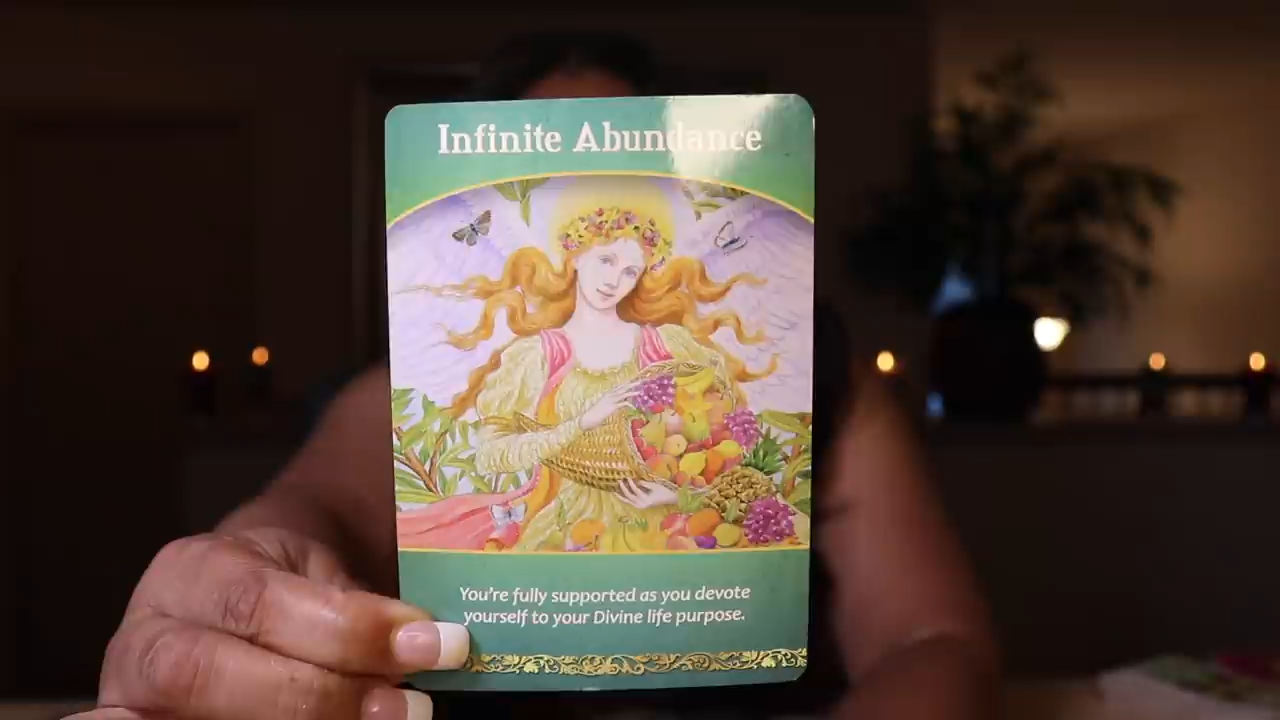 Infinite Abundance
You're fully supported as you devote
yourself to your Divine life purpose.